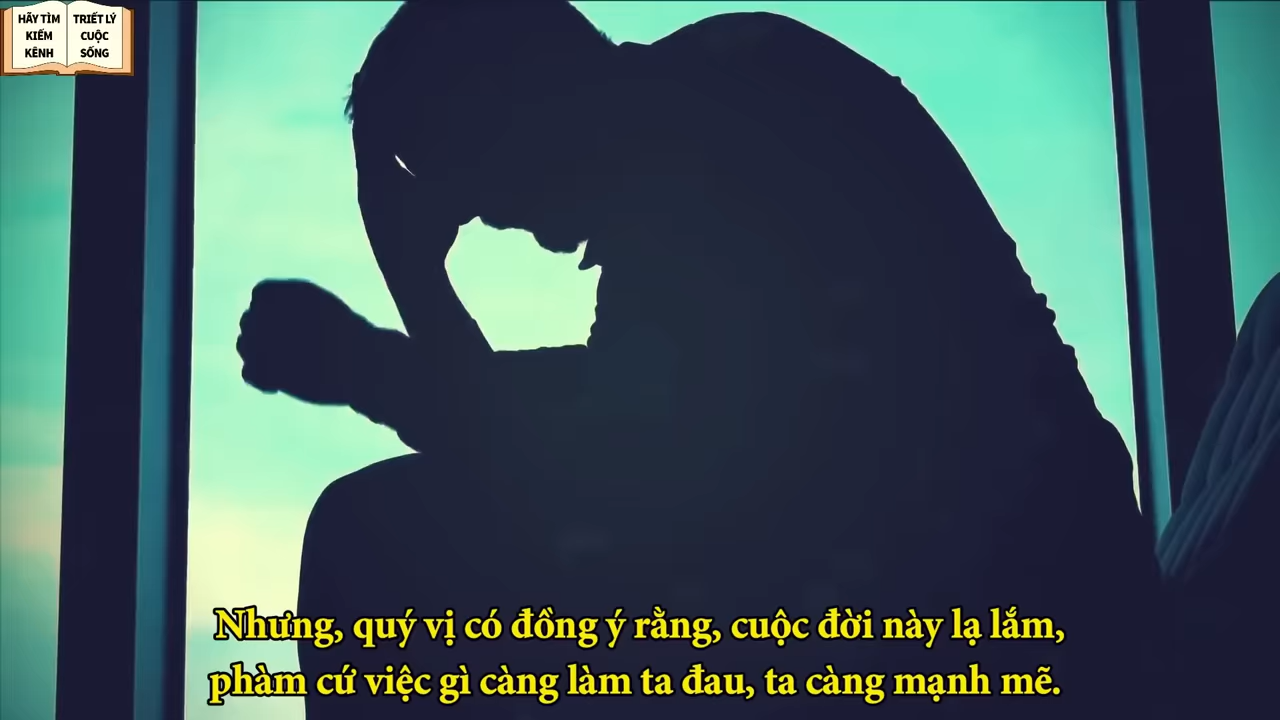 HÃY TÌM
KIẾM
KÊNH
TRIẾT LÝ
CUỘC
SỐNG
Nhưng, quý vị có đồng ý rằng, cuộc đời này lạ lắm,
phàm cứ việc gì càng làm ta đau, ta càng mạnh mẽ.